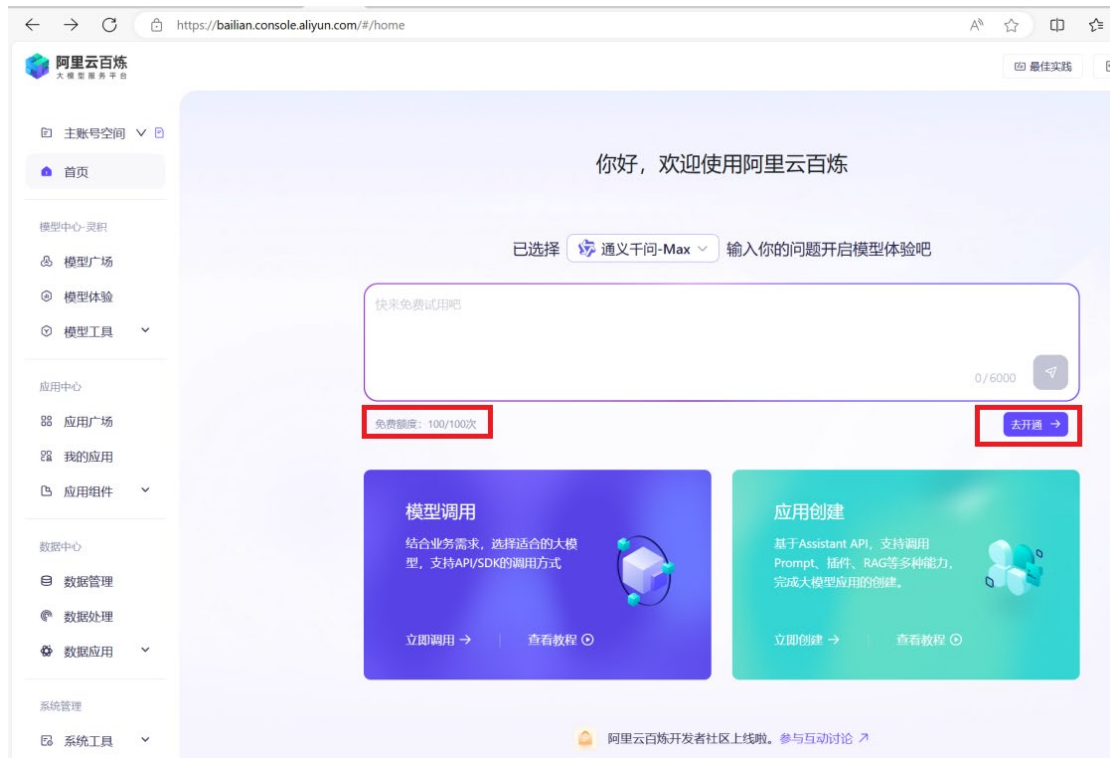 https://bailian.console.aliyun.com/#/home
阿里云百炼
大模型服务平台
最佳实践
主账号空间
首页
模型中心-灵积
模型广场
模型体验
模型工具
应用中心
应用广场
我的应用
应用组件
数据中心
数据管理
数据处理
数据应用
系统管理
系统工具
你好，欢迎使用阿里云百炼
已选择 通义千问-Max 输入你的问题开启模型体验吧
快来免费试用吧
0/6000
免费额度：100/100次
去开通 →
模型调用
结合业务需求，选择适合的大模
型，支持API/SDK的调用方式
立即调用 → 查看教程
应用创建
基于Assistant API，支持调用
Prompt、插件、RAG等多种能力，
完成大模型应用的创建。
立即创建 → 查看教程
阿里云百炼开发者社区上线啦。参与互动讨论